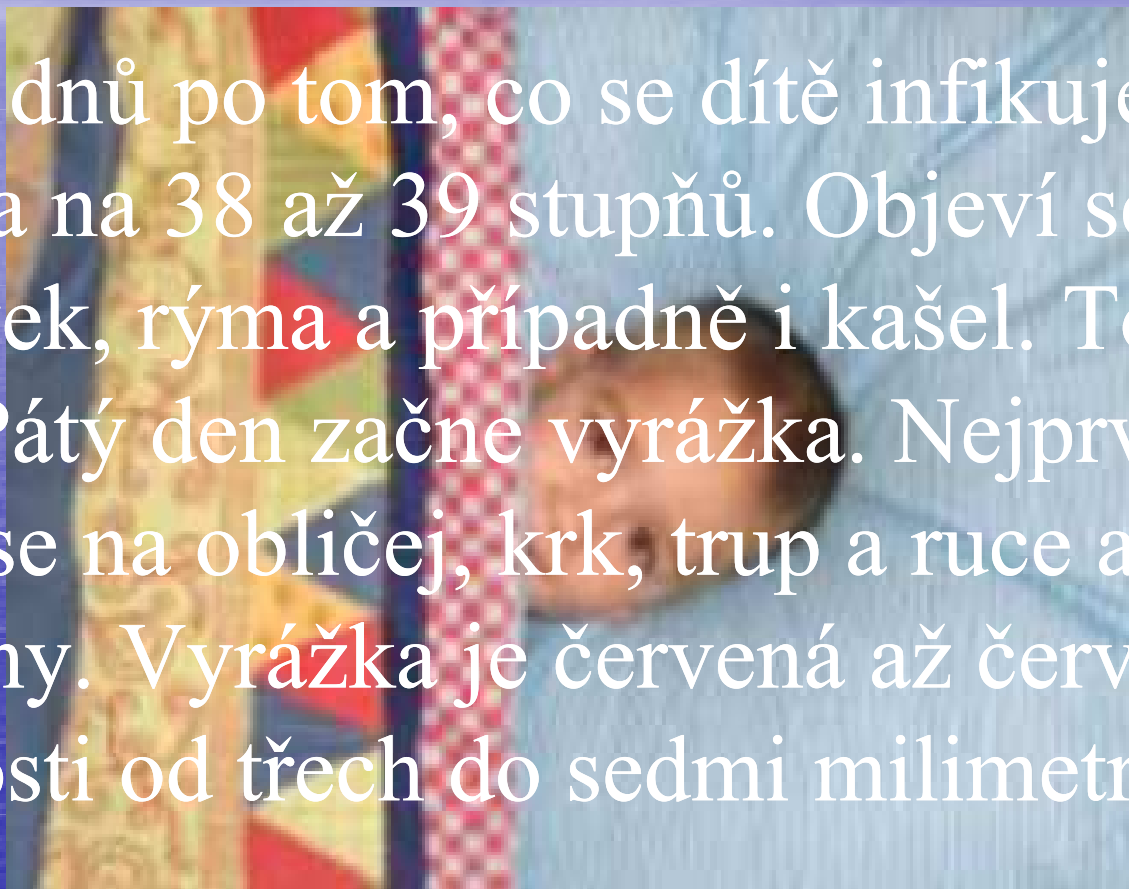 dnů po tom, co se dítě infikuje
a na 38 až 39 stupňů. Objeví se
ek, rýma a případně i kašel. Te
Pátý den začne vyrážka. Nejprv
se na obličej, krk, trup a ruce a
ny. Vyrážka je červená až červ
osti od třech do sedmi milimetr